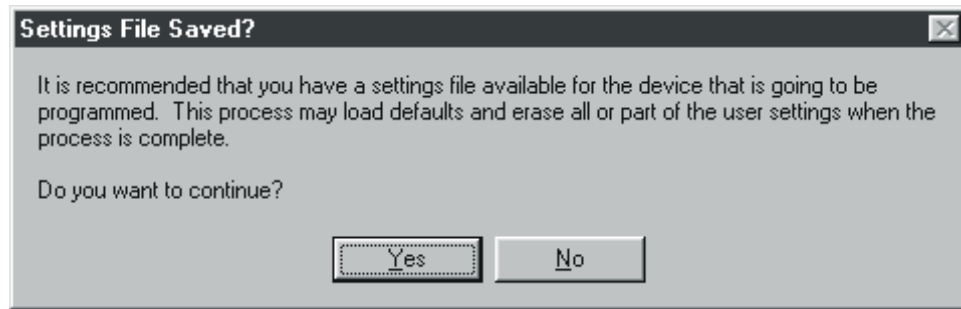 Settings File Saved?
It is recommended that you have a settings file available for the device that is going to be
programmed.  This process may load defaults and erase all or part of the user settings when the
process is complete.
Do you want to continue?
Yes No